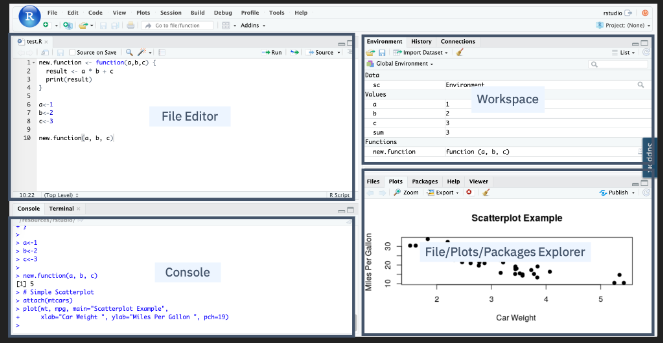 R File Edit Code View Plots Session Build Debug Profile Tools Help rstudio
Go to file/function Addins Project: (None)
test.R ×
Source on Save Run Source
1 new.function <- function(a,b,c) {
2 result <- a * b + c
3 print(result)
4 }
5
6 a<-1
7 b<-2
8 c<-3
9
10 new.function(a, b, c)
File Editor
10:22 (Top Level) R Script
Console Terminal ×
> a<-1
> b<-2
> c<-3
>
> new.function(a, b, c)
[1] 5
> # Simple Scatterplot
> attach(mtcars)
> plot(wt, mpg, main="Scatterplot Example",
+ xlab="Car Weight ", ylab="Miles Per Gallon ", pch=19)
>
Console
Environment History Connections
Import Dataset List
Global Environment
Data
sc Environment
Values
a 1
b 2
c 3
sum 3
Functions
new.function function (a, b, c)
Workspace
Files Plots Packages Help Viewer
Zoom Export Publish
Scatterplot Example
File/Plots/Packages Explorer
Miles Per Gallon
30
20
10
2 3 4 5
Car Weight